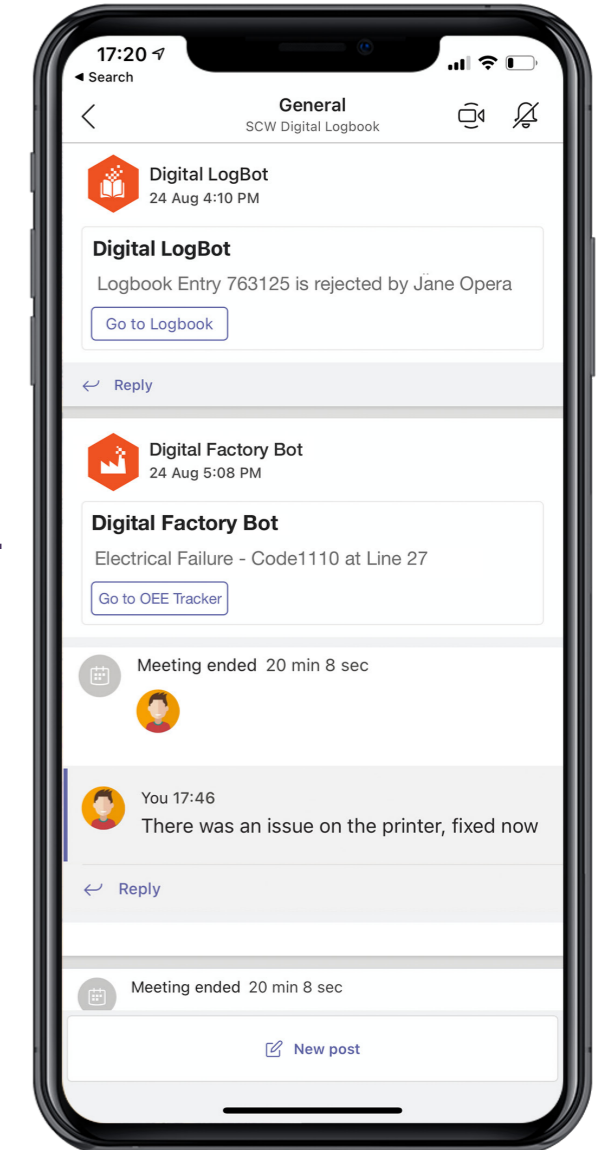 17:20
◀ Search
General
SCW Digital Logbook
Digital LogBot
24 Aug 4:10 PM
Digital LogBot
Logbook Entry 763125 is rejected by Jane Opera
Go to Logbook
Reply
Digital Factory Bot
24 Aug 5:08 PM
Digital Factory Bot
Electrical Failure - Code1110 at Line 27
Go to OEE Tracker
Meeting ended 20 min 8 sec
You 17:46
There was an issue on the printer, fixed now
Reply
Meeting ended 20 min 8 sec
New post